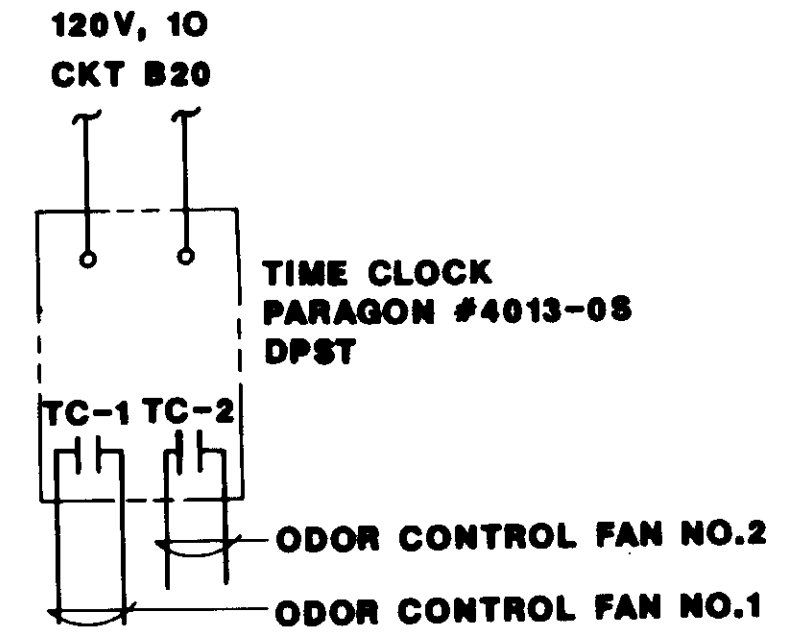 120V, 1O
CKT B20
TIME CLOCK
PARAGON #4013-0S
DPST
TC-1 TC-2
ODOR CONTROL FAN NO.2
ODOR CONTROL FAN NO.1